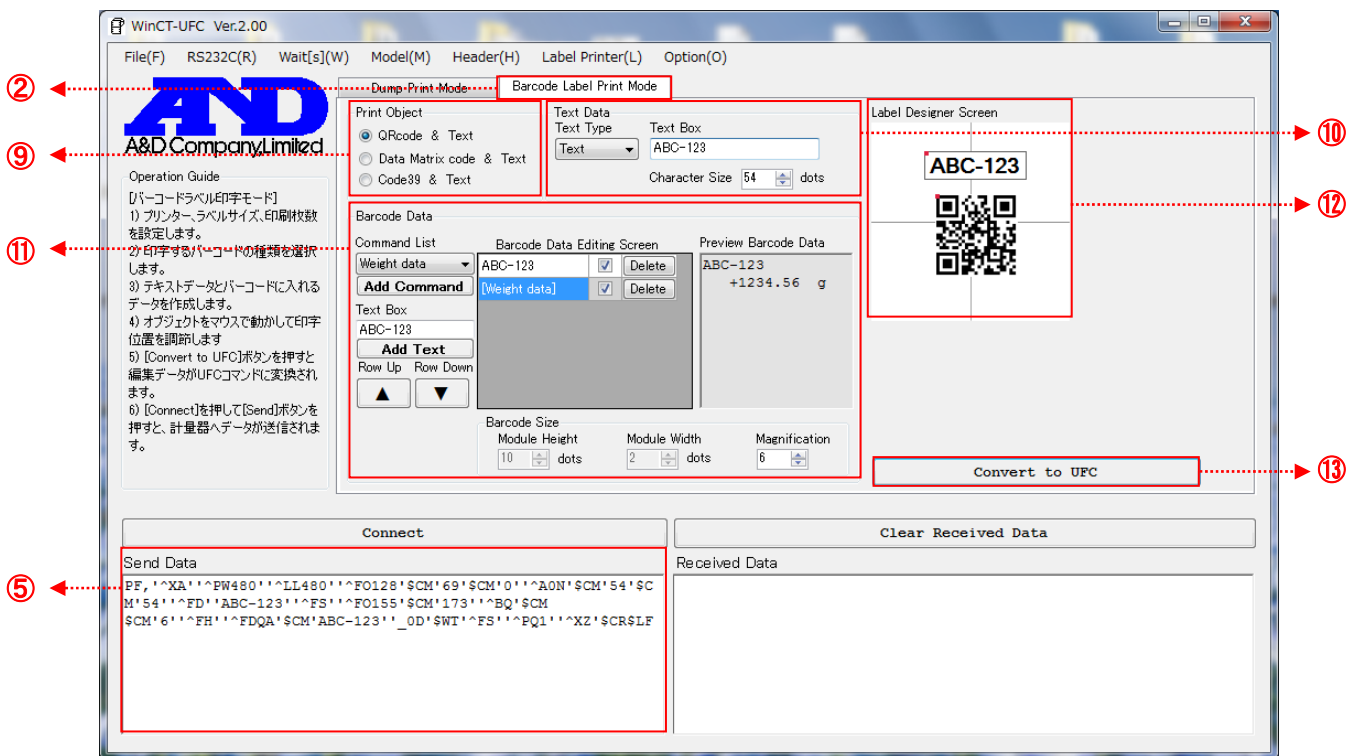 WinCT-UFC Ver.2.00
File(F) RS232C(R) Wait[s](W) Model(M) Header(H) Label Printer(L) Option(O)
② Dump Print Mode Barcode Label Print Mode
AND
A&D Company,Limited
Operation Guide
[バーコードラベル印字モード]
1) プリンター、ラベルサイズ、印刷枚数
を設定します。
2) 印字するバーコードの種類を選択
します。
3) テキストデータとバーコードに入れる
データを作成します。
4) オブジェクトをマウスで動かして印字
位置を調節します
5) [Convert to UFC]ボタンを押すと
編集データがUFCコマンドに変換され
ます。
6) [Connect]を押して[Send]ボタンを
押すと、計量器へデータが送信されま
す。
⑨
Print Object
QRcode & Text
Data Matrix code & Text
Code39 & Text
⑩
Text Data
Text Type Text Box
Text ABC-123
Character Size 54 dots
⑪
Barcode Data
Command List
Weight data
Add Command
Text Box
ABC-123
Add Text
Row Up Row Down
▲ ▼
Barcode Data Editing Screen
ABC-123 Delete
[Weight data] Delete
Preview Barcode Data
ABC-123
+1234.56 g
Barcode Size
Module Height Module Width Magnification
10 dots 2 dots 6
⑫
Label Designer Screen
ABC-123
Convert to UFC ⑬
Connect Clear Received Data
⑤
Send Data
PF,'^XA''^PW480''^LL480''^FO128'$CM'69'$CM'0''^A0N'$CM'54'$C
M'54''^FD''ABC-123''^FS''^FO155'$CM'173''^BQ'$CM
$CM'6''^FH''^FDQA'$CM'ABC-123''_0D'$WT'^FS''^PQ1''^XZ'$CR$LF
Received Data